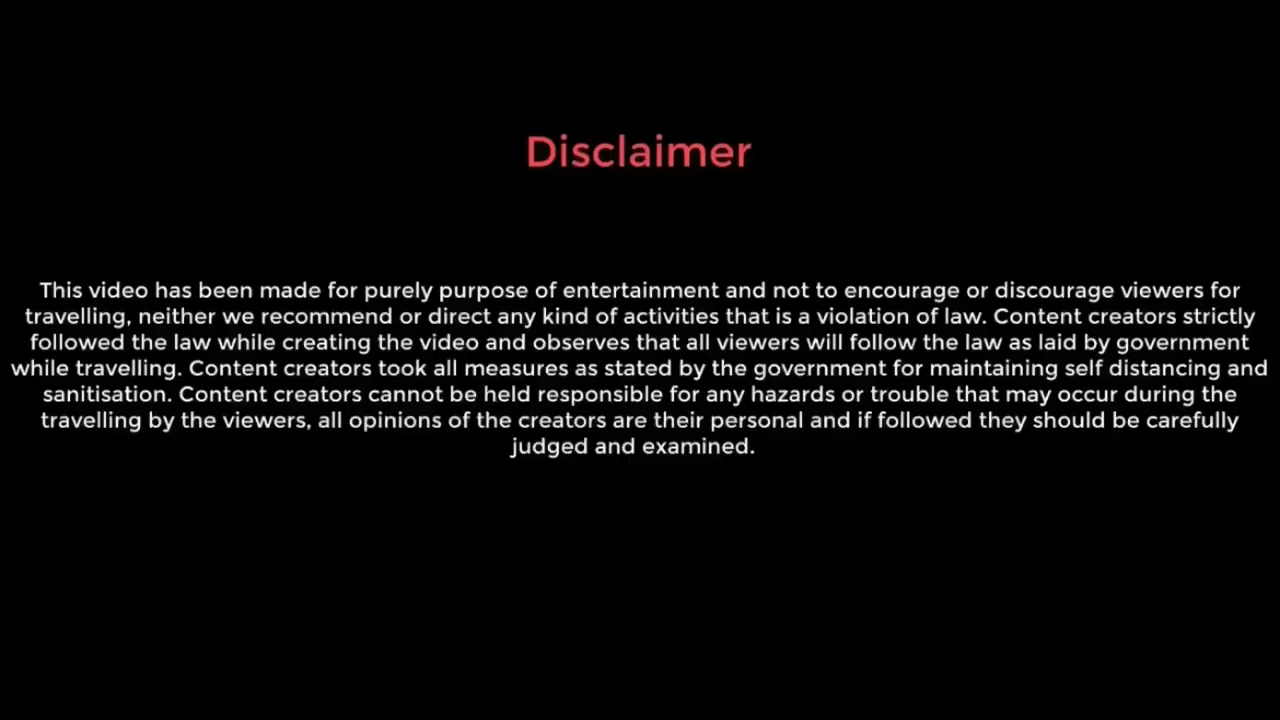 Disclaimer
This video has been made for purely purpose of entertainment and not to encourage or discourage viewers for
travelling, neither we recommend or direct any kind of activities that is a violation of law. Content creators strictly
followed the law while creating the video and observes that all viewers will follow the law as laid by government
while travelling. Content creators took all measures as stated by the government for maintaining self distancing and
sanitisation. Content creators cannot be held responsible for any hazards or trouble that may occur during the
travelling by the viewers, all opinions of the creators are their personal and if followed they should be carefully
judged and examined.